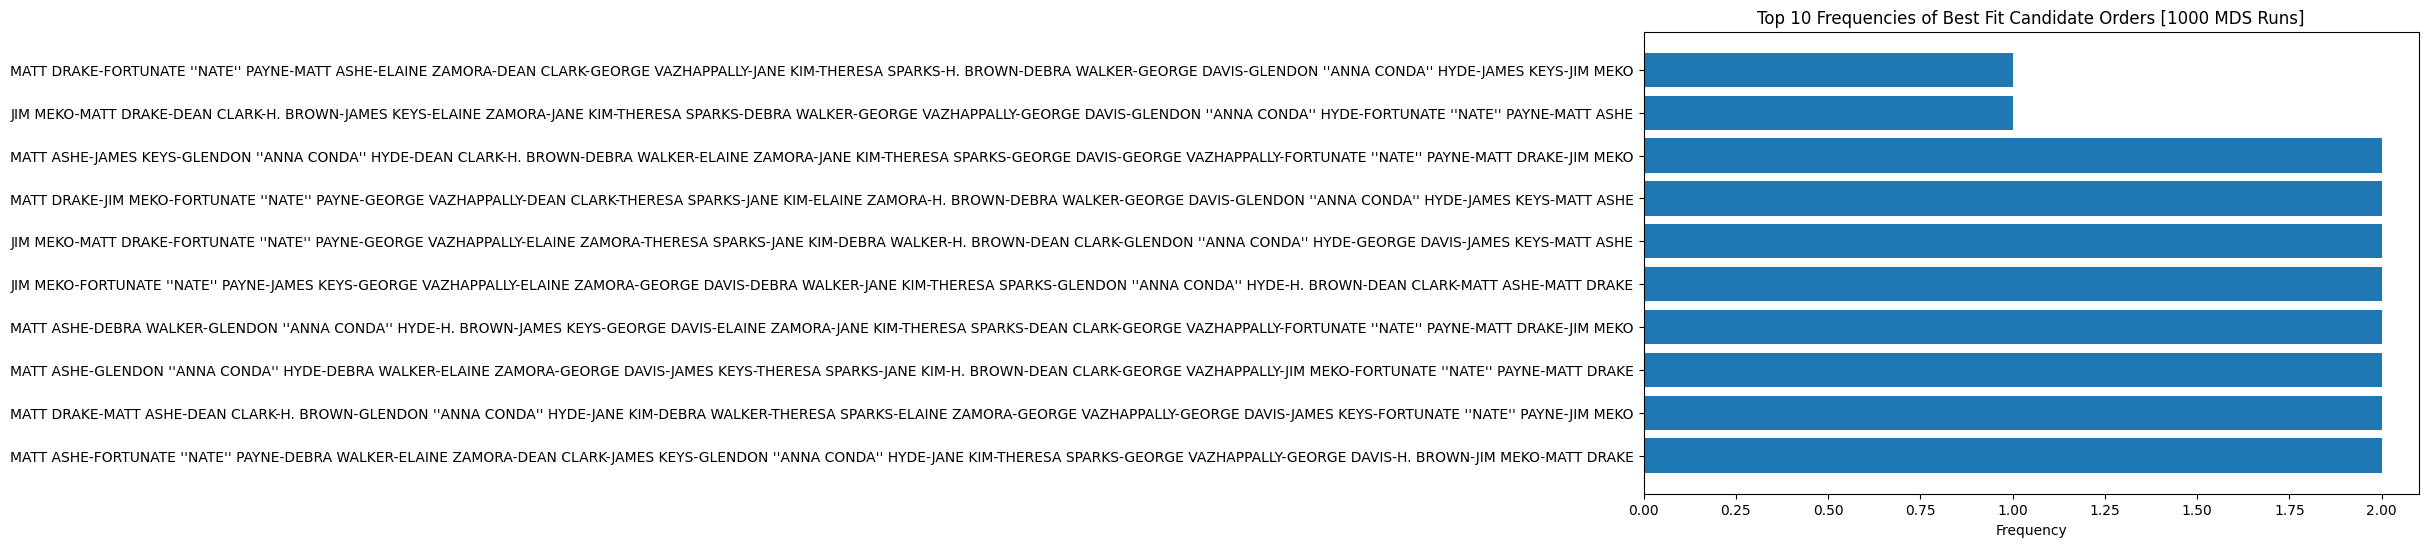 Top 10 Frequencies of Best Fit Candidate Orders [1000 MDS Runs]
MATT DRAKE-FORTUNATE ''NATE'' PAYNE-MATT ASHE-ELAINE ZAMORA-DEAN CLARK-GEORGE VAZHAPPALLY-JANE KIM-THERESA SPARKS-H. BROWN-DEBRA WALKER-GEORGE DAVIS-GLENDON ''ANNA CONDA'' HYDE-JAMES KEYS-JIM MEKO
JIM MEKO-MATT DRAKE-DEAN CLARK-H. BROWN-JAMES KEYS-ELAINE ZAMORA-JANE KIM-THERESA SPARKS-DEBRA WALKER-GEORGE VAZHAPPALLY-GEORGE DAVIS-GLENDON ''ANNA CONDA'' HYDE-FORTUNATE ''NATE'' PAYNE-MATT ASHE
MATT ASHE-JAMES KEYS-GLENDON ''ANNA CONDA'' HYDE-DEAN CLARK-H. BROWN-DEBRA WALKER-ELAINE ZAMORA-JANE KIM-THERESA SPARKS-GEORGE DAVIS-GEORGE VAZHAPPALLY-FORTUNATE ''NATE'' PAYNE-MATT DRAKE-JIM MEKO
MATT DRAKE-JIM MEKO-FORTUNATE ''NATE'' PAYNE-GEORGE VAZHAPPALLY-DEAN CLARK-THERESA SPARKS-JANE KIM-ELAINE ZAMORA-H. BROWN-DEBRA WALKER-GEORGE DAVIS-GLENDON ''ANNA CONDA'' HYDE-JAMES KEYS-MATT ASHE
JIM MEKO-MATT DRAKE-FORTUNATE ''NATE'' PAYNE-GEORGE VAZHAPPALLY-ELAINE ZAMORA-THERESA SPARKS-JANE KIM-DEBRA WALKER-H. BROWN-DEAN CLARK-GLENDON ''ANNA CONDA'' HYDE-GEORGE DAVIS-JAMES KEYS-MATT ASHE
JIM MEKO-FORTUNATE ''NATE'' PAYNE-JAMES KEYS-GEORGE VAZHAPPALLY-ELAINE ZAMORA-GEORGE DAVIS-DEBRA WALKER-JANE KIM-THERESA SPARKS-GLENDON ''ANNA CONDA'' HYDE-H. BROWN-DEAN CLARK-MATT ASHE-MATT DRAKE
MATT ASHE-DEBRA WALKER-GLENDON ''ANNA CONDA'' HYDE-H. BROWN-JAMES KEYS-GEORGE DAVIS-ELAINE ZAMORA-JANE KIM-THERESA SPARKS-DEAN CLARK-GEORGE VAZHAPPALLY-FORTUNATE ''NATE'' PAYNE-MATT DRAKE-JIM MEKO
MATT ASHE-GLENDON ''ANNA CONDA'' HYDE-DEBRA WALKER-ELAINE ZAMORA-GEORGE DAVIS-JAMES KEYS-THERESA SPARKS-JANE KIM-H. BROWN-DEAN CLARK-GEORGE VAZHAPPALLY-JIM MEKO-FORTUNATE ''NATE'' PAYNE-MATT DRAKE
MATT DRAKE-MATT ASHE-DEAN CLARK-H. BROWN-GLENDON ''ANNA CONDA'' HYDE-JANE KIM-DEBRA WALKER-THERESA SPARKS-ELAINE ZAMORA-GEORGE VAZHAPPALLY-GEORGE DAVIS-JAMES KEYS-FORTUNATE ''NATE'' PAYNE-JIM MEKO
MATT ASHE-FORTUNATE ''NATE'' PAYNE-DEBRA WALKER-ELAINE ZAMORA-DEAN CLARK-JAMES KEYS-GLENDON ''ANNA CONDA'' HYDE-JANE KIM-THERESA SPARKS-GEORGE VAZHAPPALLY-GEORGE DAVIS-H. BROWN-JIM MEKO-MATT DRAKE
0.00 0.25 0.50 0.75 1.00 1.25 1.50 1.75 2.00
Frequency